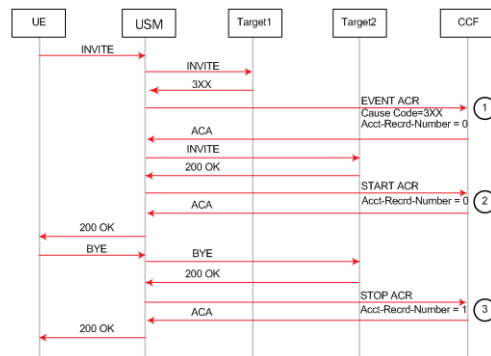 UE USM Target1 Target2 CCF
INVITE
INVITE
3XX
EVENT ACR
Cause Code=3XX
Acct-Recrd-Number = 0
1
ACA
INVITE
200 OK
START ACR
Acct-Recrd-Number = 0
2
ACA
200 OK
BYE
BYE
200 OK
STOP ACR
Acct-Recrd-Number = 1
3
ACA
200 OK